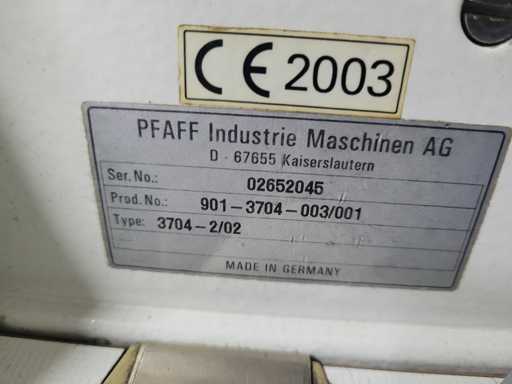 CE 2003
PFAFF Industrie Maschinen AG
D - 67655 Kaiserslautern
Ser. No.: 02652045
Prod. No.: 901-3704-003/001
Type: 3704-2/02
MADE IN GERMANY